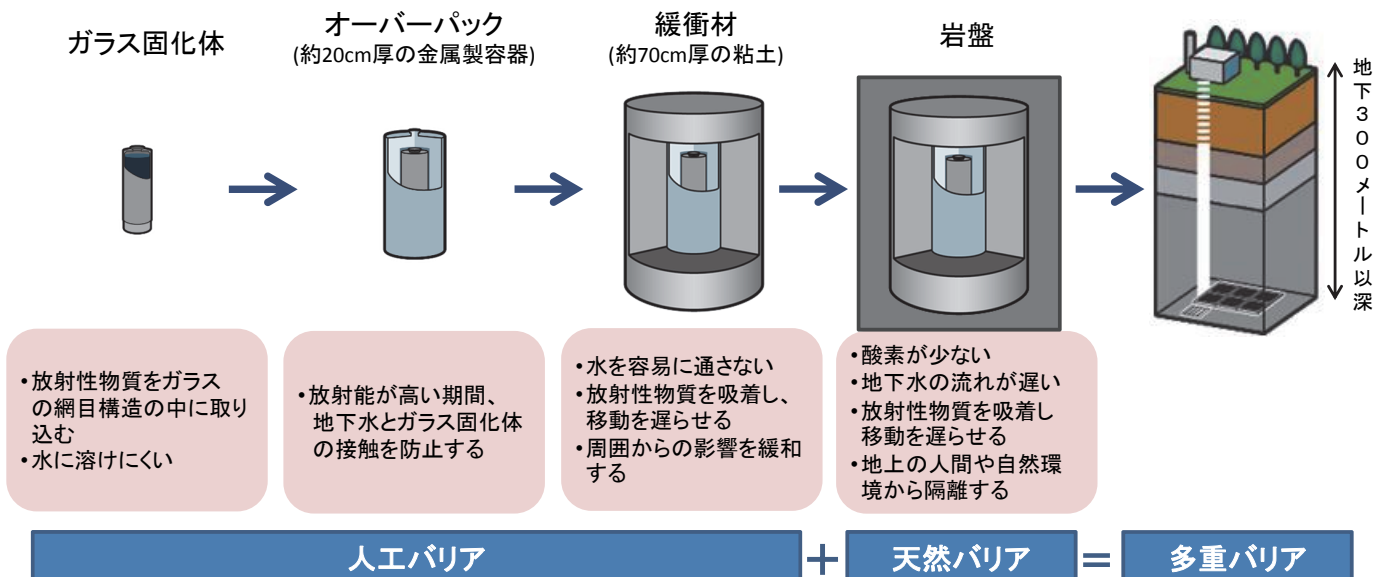 ガラス固化体
オーバーパック
(約20cm厚の金属製容器)
緩衝材
(約70cm厚の粘土)
岩盤
地下300メートル以深
・放射性物質をガラス
の網目構造の中に取り
込む
・水に溶けにくい
・放射能が高い期間、
地下水とガラス固化体
の接触を防止する
・水を容易に通さない
・放射性物質を吸着し、
移動を遅らせる
・周囲からの影響を緩和
する
・酸素が少ない
・地下水の流れが遅い
・放射性物質を吸着し
移動を遅らせる
・地上の人間や自然環
境から隔離する
人工バリア
+
天然バリア
=
多重バリア